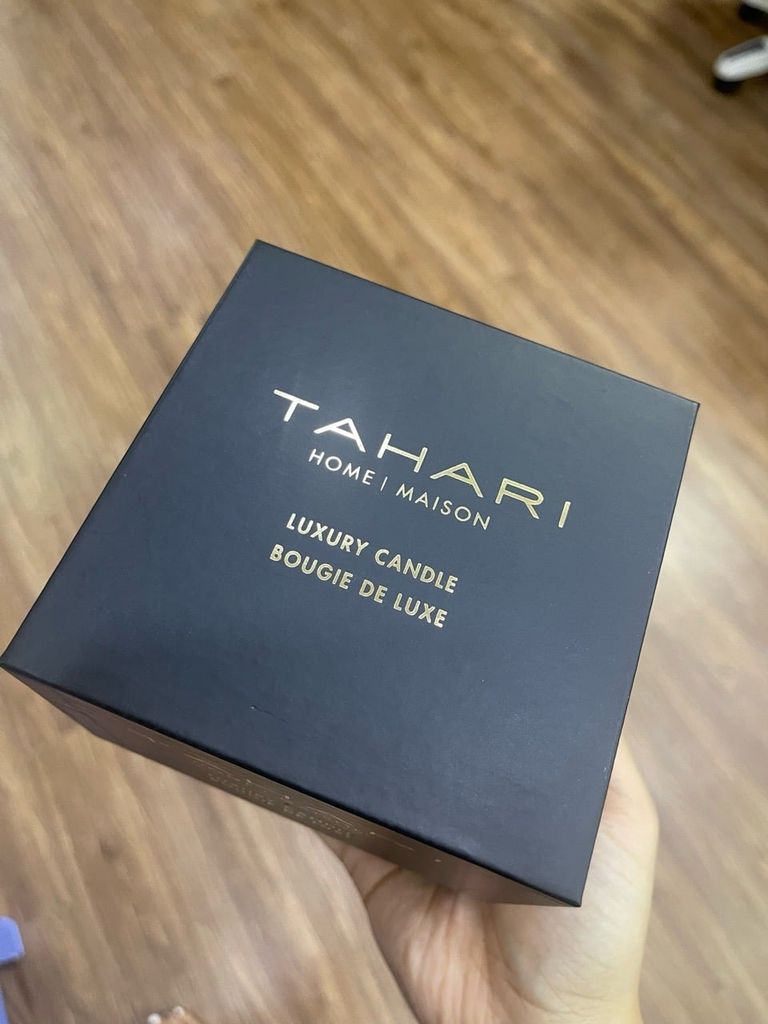 TAHARI
HOME | MAISON
LUXURY CANDLE
BOUGIE DE LUXE